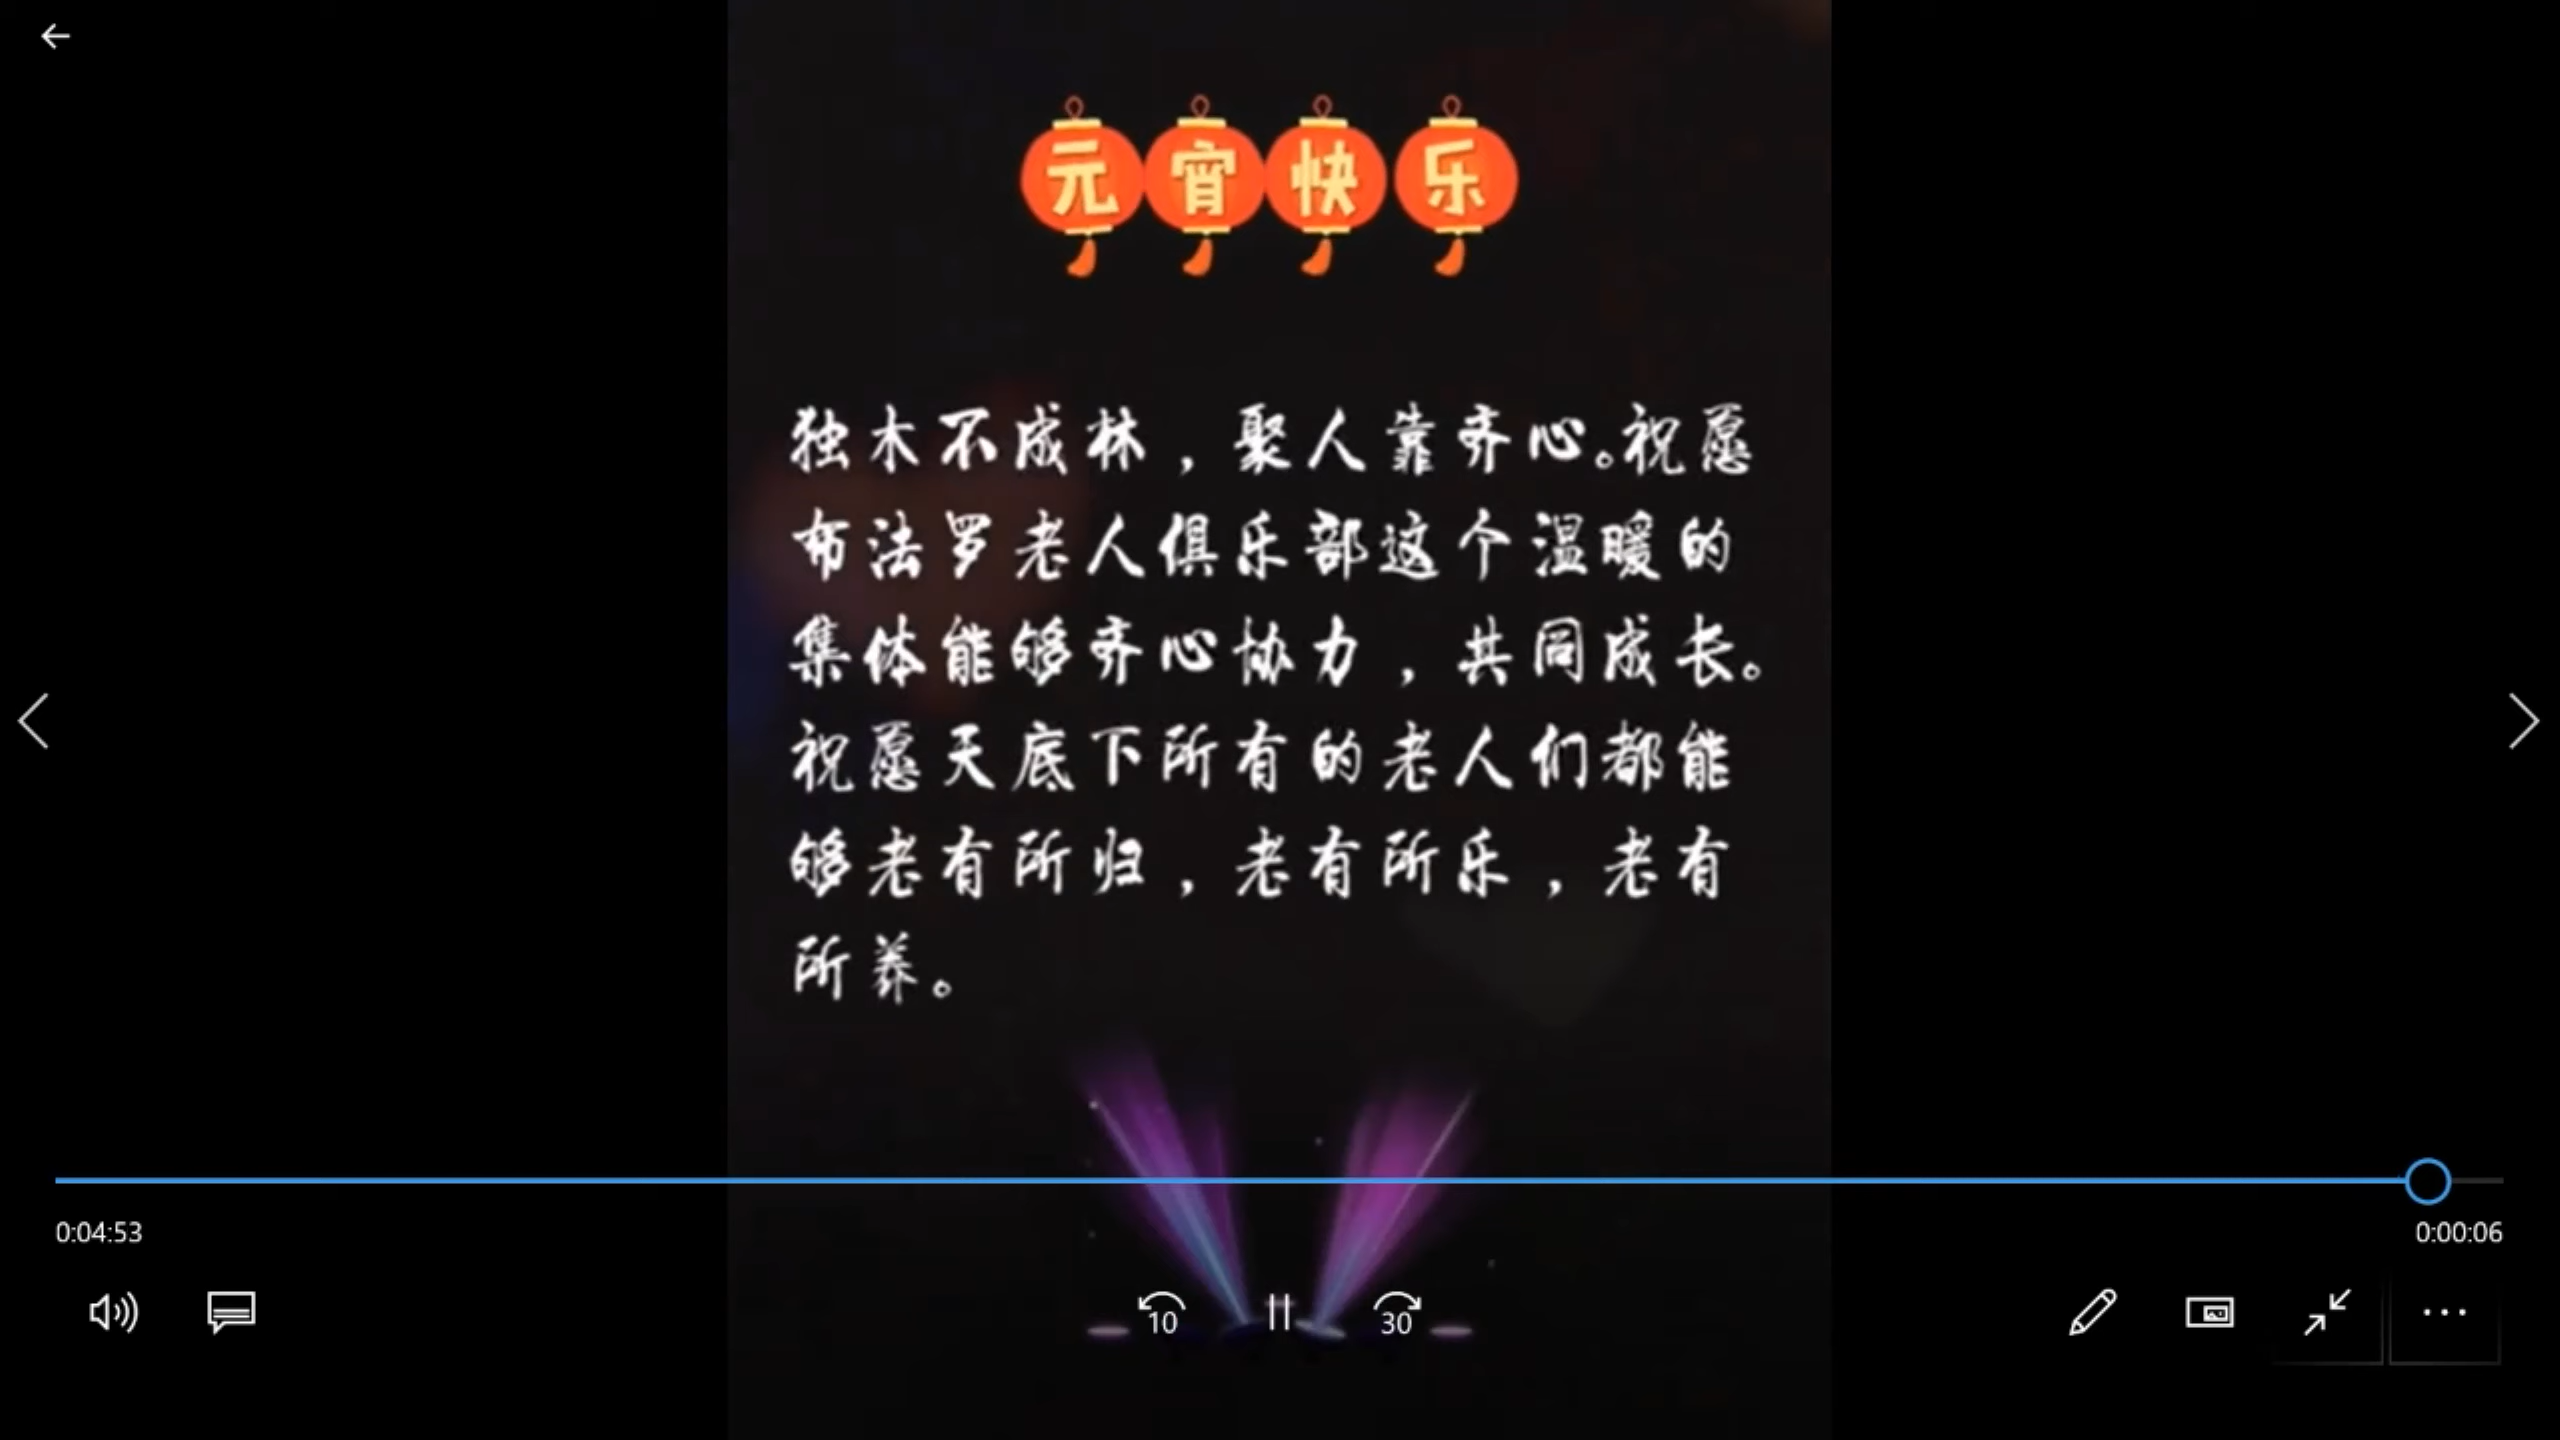 元宵快乐
独木不成林，聚人靠齐心。祝愿
布法罗老人俱乐部这个温暖的
集体能够齐心协力，共同成长。
祝愿天底下所有的老人们都能
够老有所归，老有所乐，老有
所养。
0:04:53
0:00:06
10
30